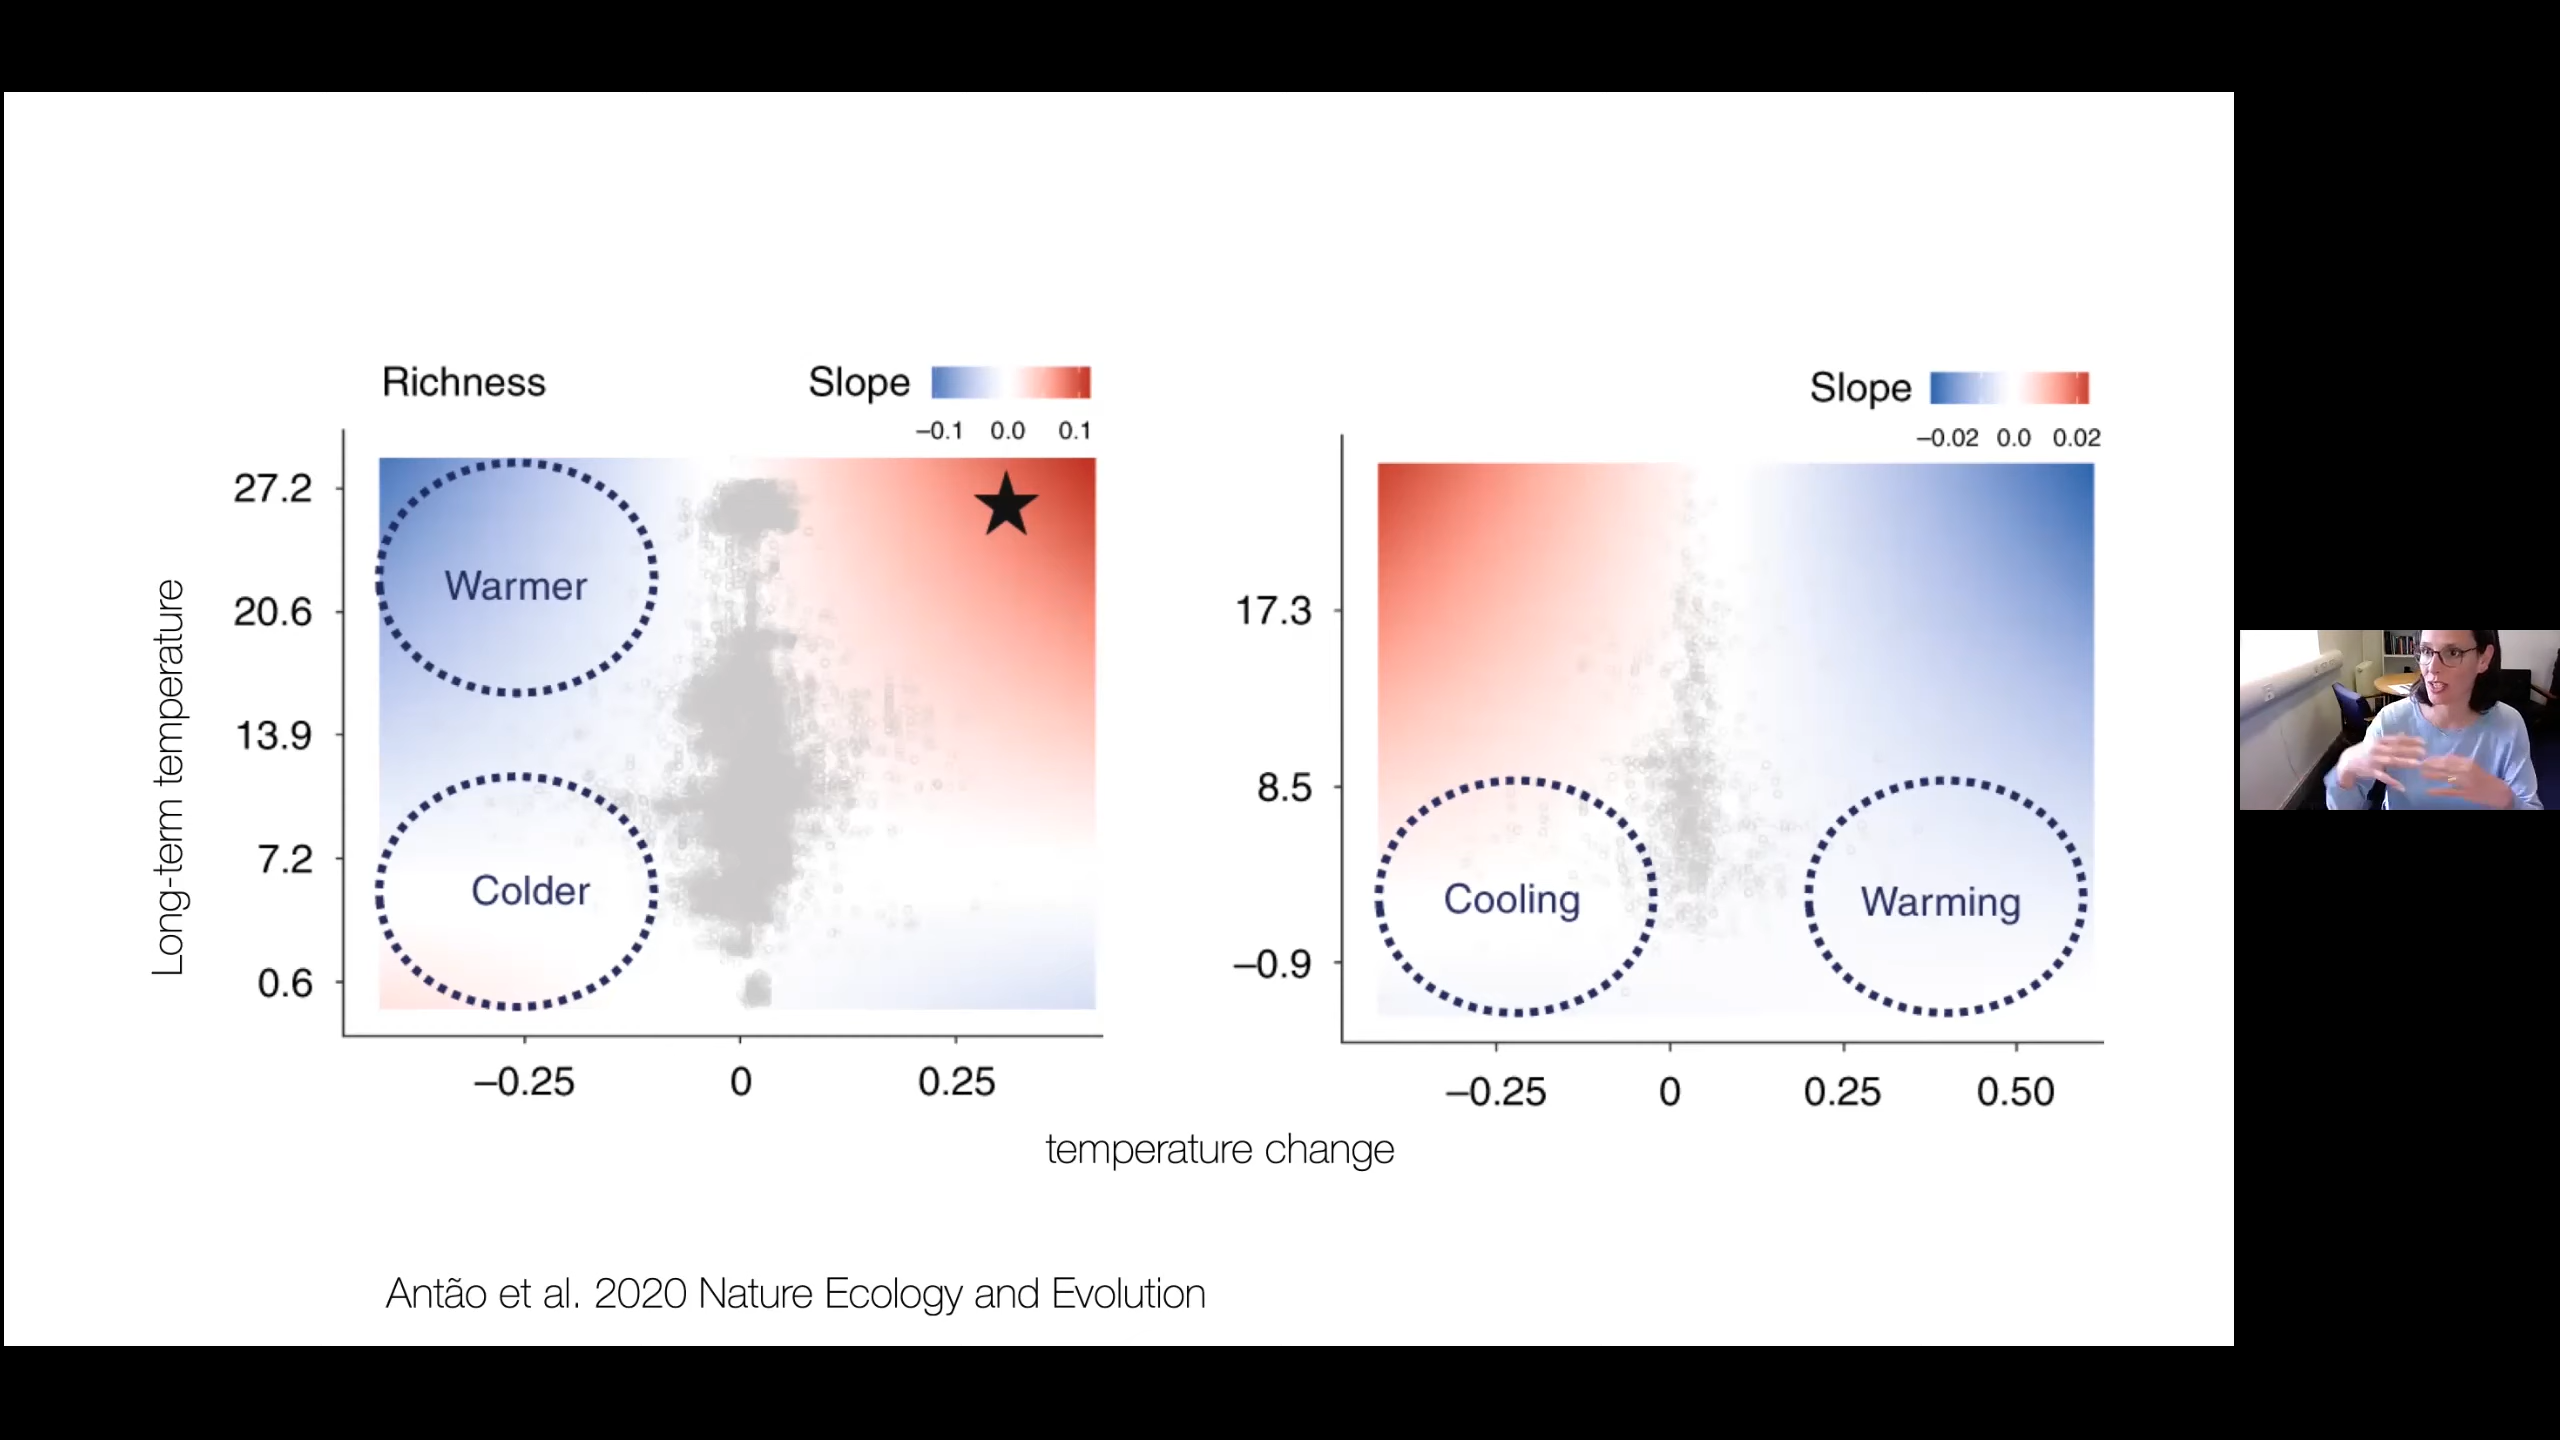 Richness
Slope
−0.1 0.0 0.1
27.2
20.6
13.9
7.2
0.6
Long-term temperature
Warmer
Colder
−0.25 0 0.25
Slope
−0.02 0.0 0.02
17.3
8.5
−0.9
Cooling
Warming
−0.25 0 0.25 0.50
temperature change
Antão et al. 2020 Nature Ecology and Evolution